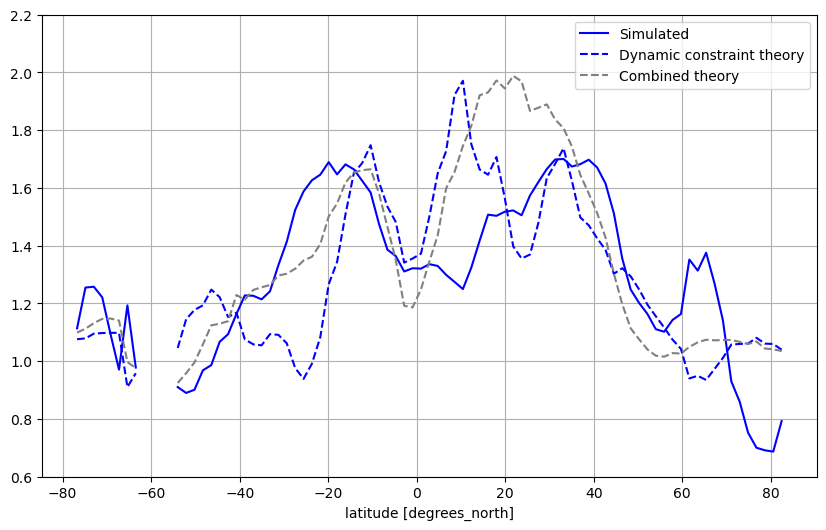 2.2
2.0
1.8
1.6
1.4
1.2
1.0
0.8
0.6
Simulated
Dynamic constraint theory
Combined theory
−80 −60 −40 −20 0 20 40 60 80
latitude [degrees_north]